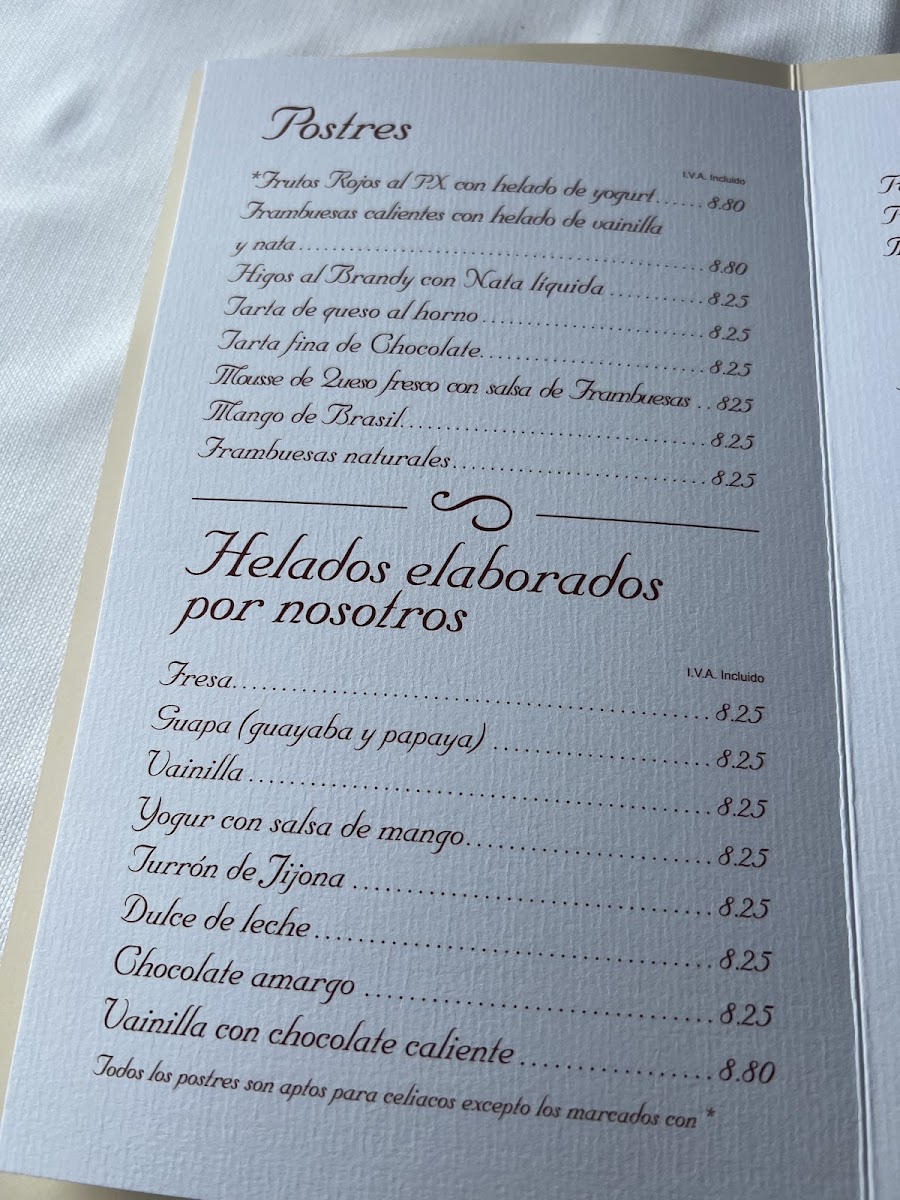 Postres
I.V.A. Incluido
*Frutos Rojos al PX con helado de yogurt......8.80
Frambuesas calientes con helado de vainilla
y nata..................................................8.80
Higos al Brandy con Nata líquida...........8.25
Tarta de queso al horno...........................8.25
Tarta fina de Chocolate...........................8.25
Mousse de Queso fresco con salsa de Frambuesas..825
Mango de Brasil.....................................8.25
Frambuesas naturales...............................8.25
Helados elaborados
por nosotros
I.V.A. Incluido
Fresa.....................................................8.25
Guapa (guayaba y papaya)........................8.25
Vainilla..................................................8.25
Yogur con salsa de mango...........................8.25
Turrón de Jijona.......................................8.25
Dulce de leche..........................................8.25
Chocolate amargo.....................................8.25
Vainilla con chocolate caliente..................8.80
Todos los postres son aptos para celiacos excepto los marcados con *